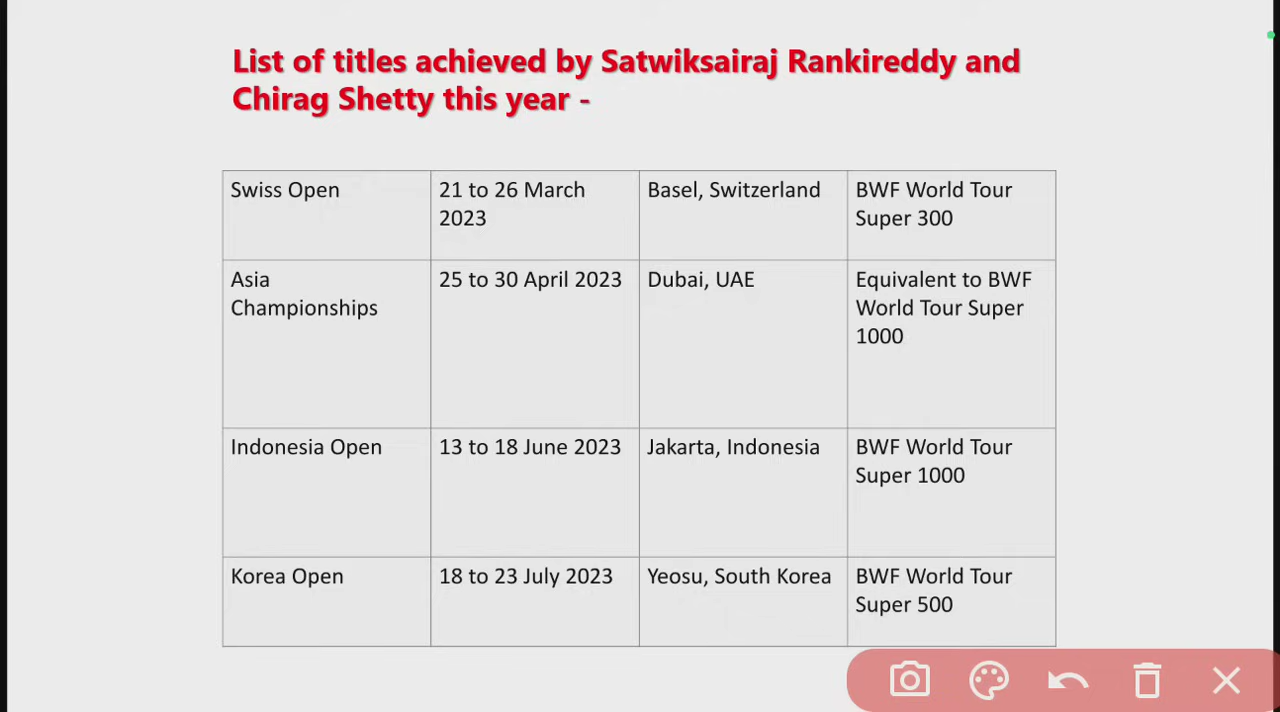 List of titles achieved by Satwiksairaj Rankireddy and
Chirag Shetty this year -
Swiss Open
21 to 26 March
2023
Basel, Switzerland
BWF World Tour
Super 300
Asia
Championships
25 to 30 April 2023
Dubai, UAE
Equivalent to BWF
World Tour Super
1000
Indonesia Open
13 to 18 June 2023
Jakarta, Indonesia
BWF World Tour
Super 1000
Korea Open
18 to 23 July 2023
Yeosu, South Korea
BWF World Tour
Super 500